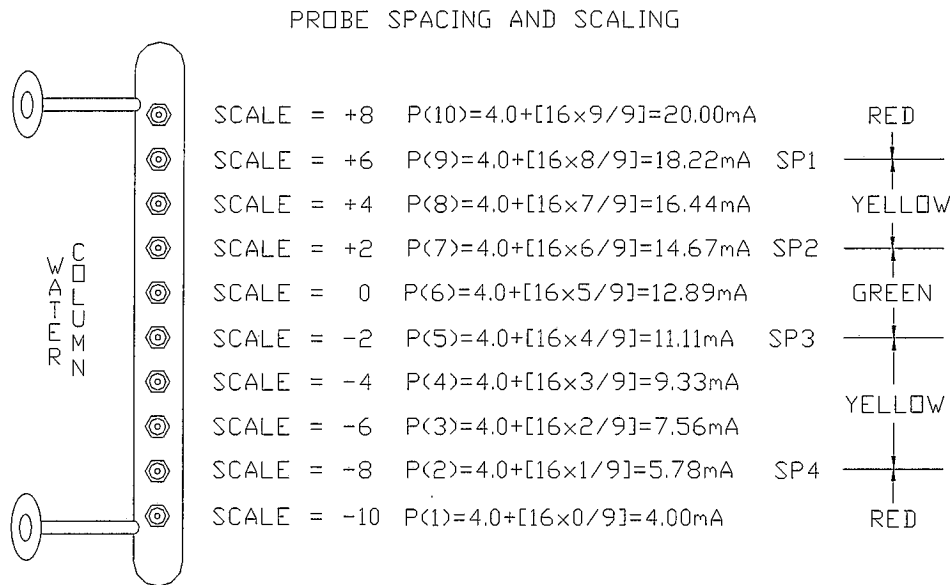 PROBE SPACING AND SCALING
SCALE = +8 P(10)=4.0+[16×9/9]=20.00mA RED
SCALE = +6 P(9)=4.0+[16×8/9]=18.22mA SP1
SCALE = +4 P(8)=4.0+[16×7/9]=16.44mA YELLOW
SCALE = +2 P(7)=4.0+[16×6/9]=14.67mA SP2
SCALE = 0 P(6)=4.0+[16×5/9]=12.89mA GREEN
SCALE = -2 P(5)=4.0+[16×4/9]=11.11mA SP3
SCALE = -4 P(4)=4.0+[16×3/9]=9.33mA
YELLOW
SCALE = -6 P(3)=4.0+[16×2/9]=7.56mA
SCALE = -8 P(2)=4.0+[16×1/9]=5.78mA SP4
SCALE = -10 P(1)=4.0+[16×0/9]=4.00mA RED
WATER
COLUMN